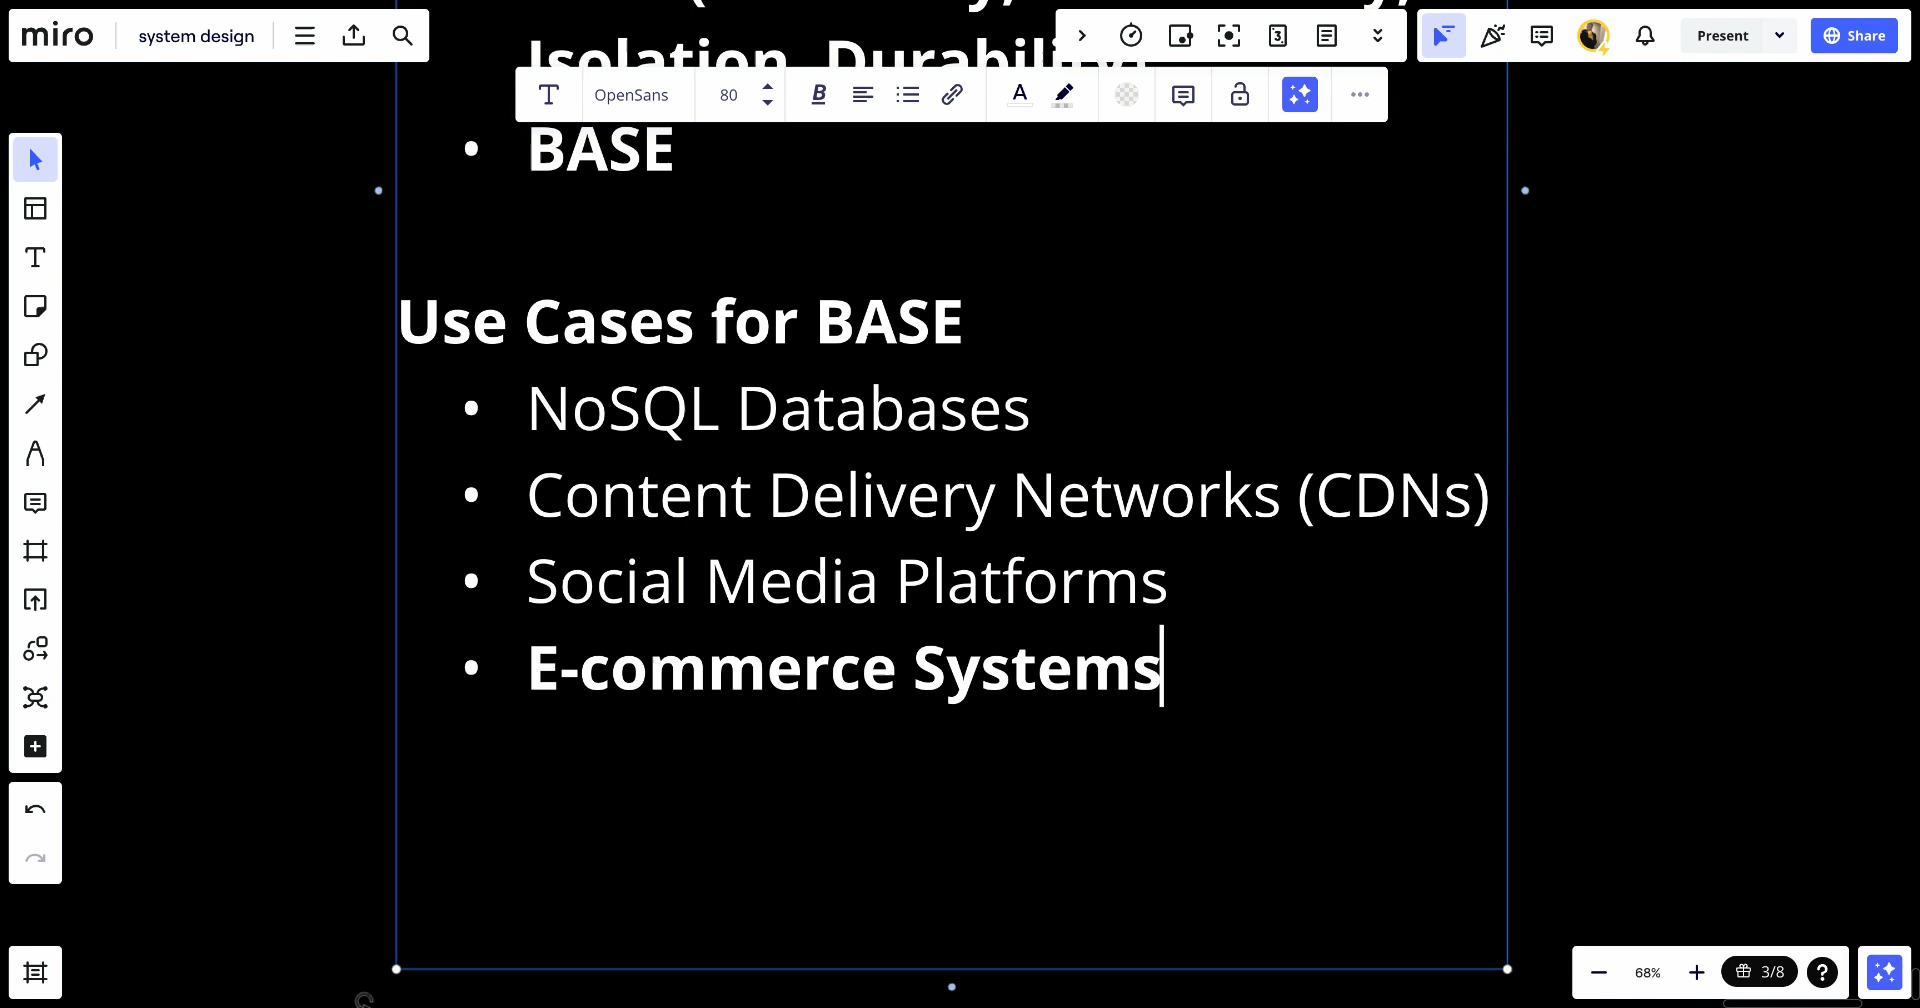 miro
system design
Present
Share
Isolation, Durability)
OpenSans
80
B
A
• BASE
Use Cases for BASE
• NoSQL Databases
• Content Delivery Networks (CDNs)
• Social Media Platforms
• E-commerce Systems
68%
3/8
?